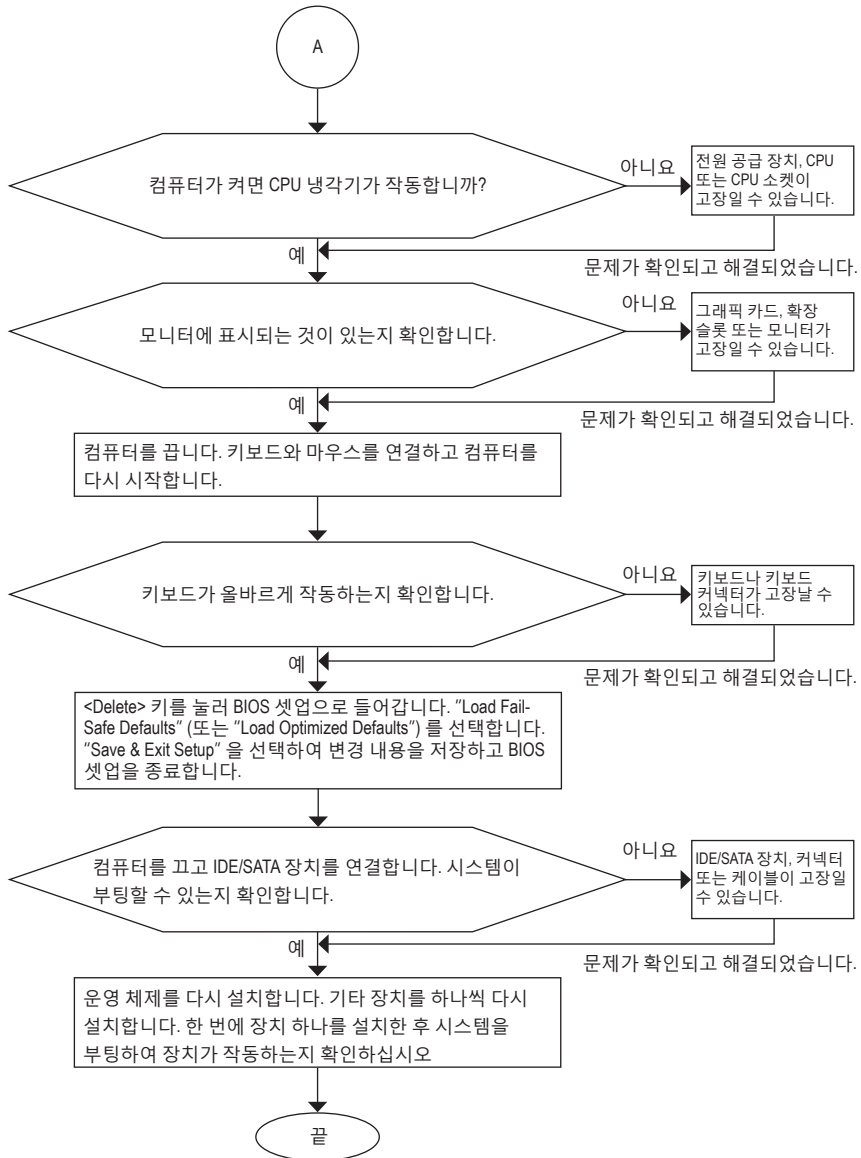 A
컴퓨터가 켜면 CPU 냉각기가 작동합니까?
아니요
전원 공급 장치, CPU
또는 CPU 소켓이
고장일 수 있습니다.
예
문제가 확인되고 해결되었습니다.
모니터에 표시되는 것이 있는지 확인합니다.
아니요
그래픽 카드, 확장
슬롯 또는 모니터가
고장일 수 있습니다.
예
문제가 확인되고 해결되었습니다.
컴퓨터를 끕니다. 키보드와 마우스를 연결하고 컴퓨터를
다시 시작합니다.
키보드가 올바르게 작동하는지 확인합니다.
아니요
키보드나 키보드
커넥터가 고장날 수
있습니다.
예
문제가 확인되고 해결되었습니다.
<Delete> 키를 눌러 BIOS 셋업으로 들어갑니다. "Load Fail-
Safe Defaults" (또는 "Load Optimized Defaults") 를 선택합니다.
"Save & Exit Setup" 을 선택하여 변경 내용을 저장하고 BIOS
셋업을 종료합니다.
컴퓨터를 끄고 IDE/SATA 장치를 연결합니다. 시스템이
부팅할 수 있는지 확인합니다.
아니요
IDE/SATA 장치, 커넥터
또는 케이블이 고장일
수 있습니다.
예
문제가 확인되고 해결되었습니다.
운영 체제를 다시 설치합니다. 기타 장치를 하나씩 다시
설치합니다. 한 번에 장치 하나를 설치한 후 시스템을
부팅하여 장치가 작동하는지 확인하십시오
끝